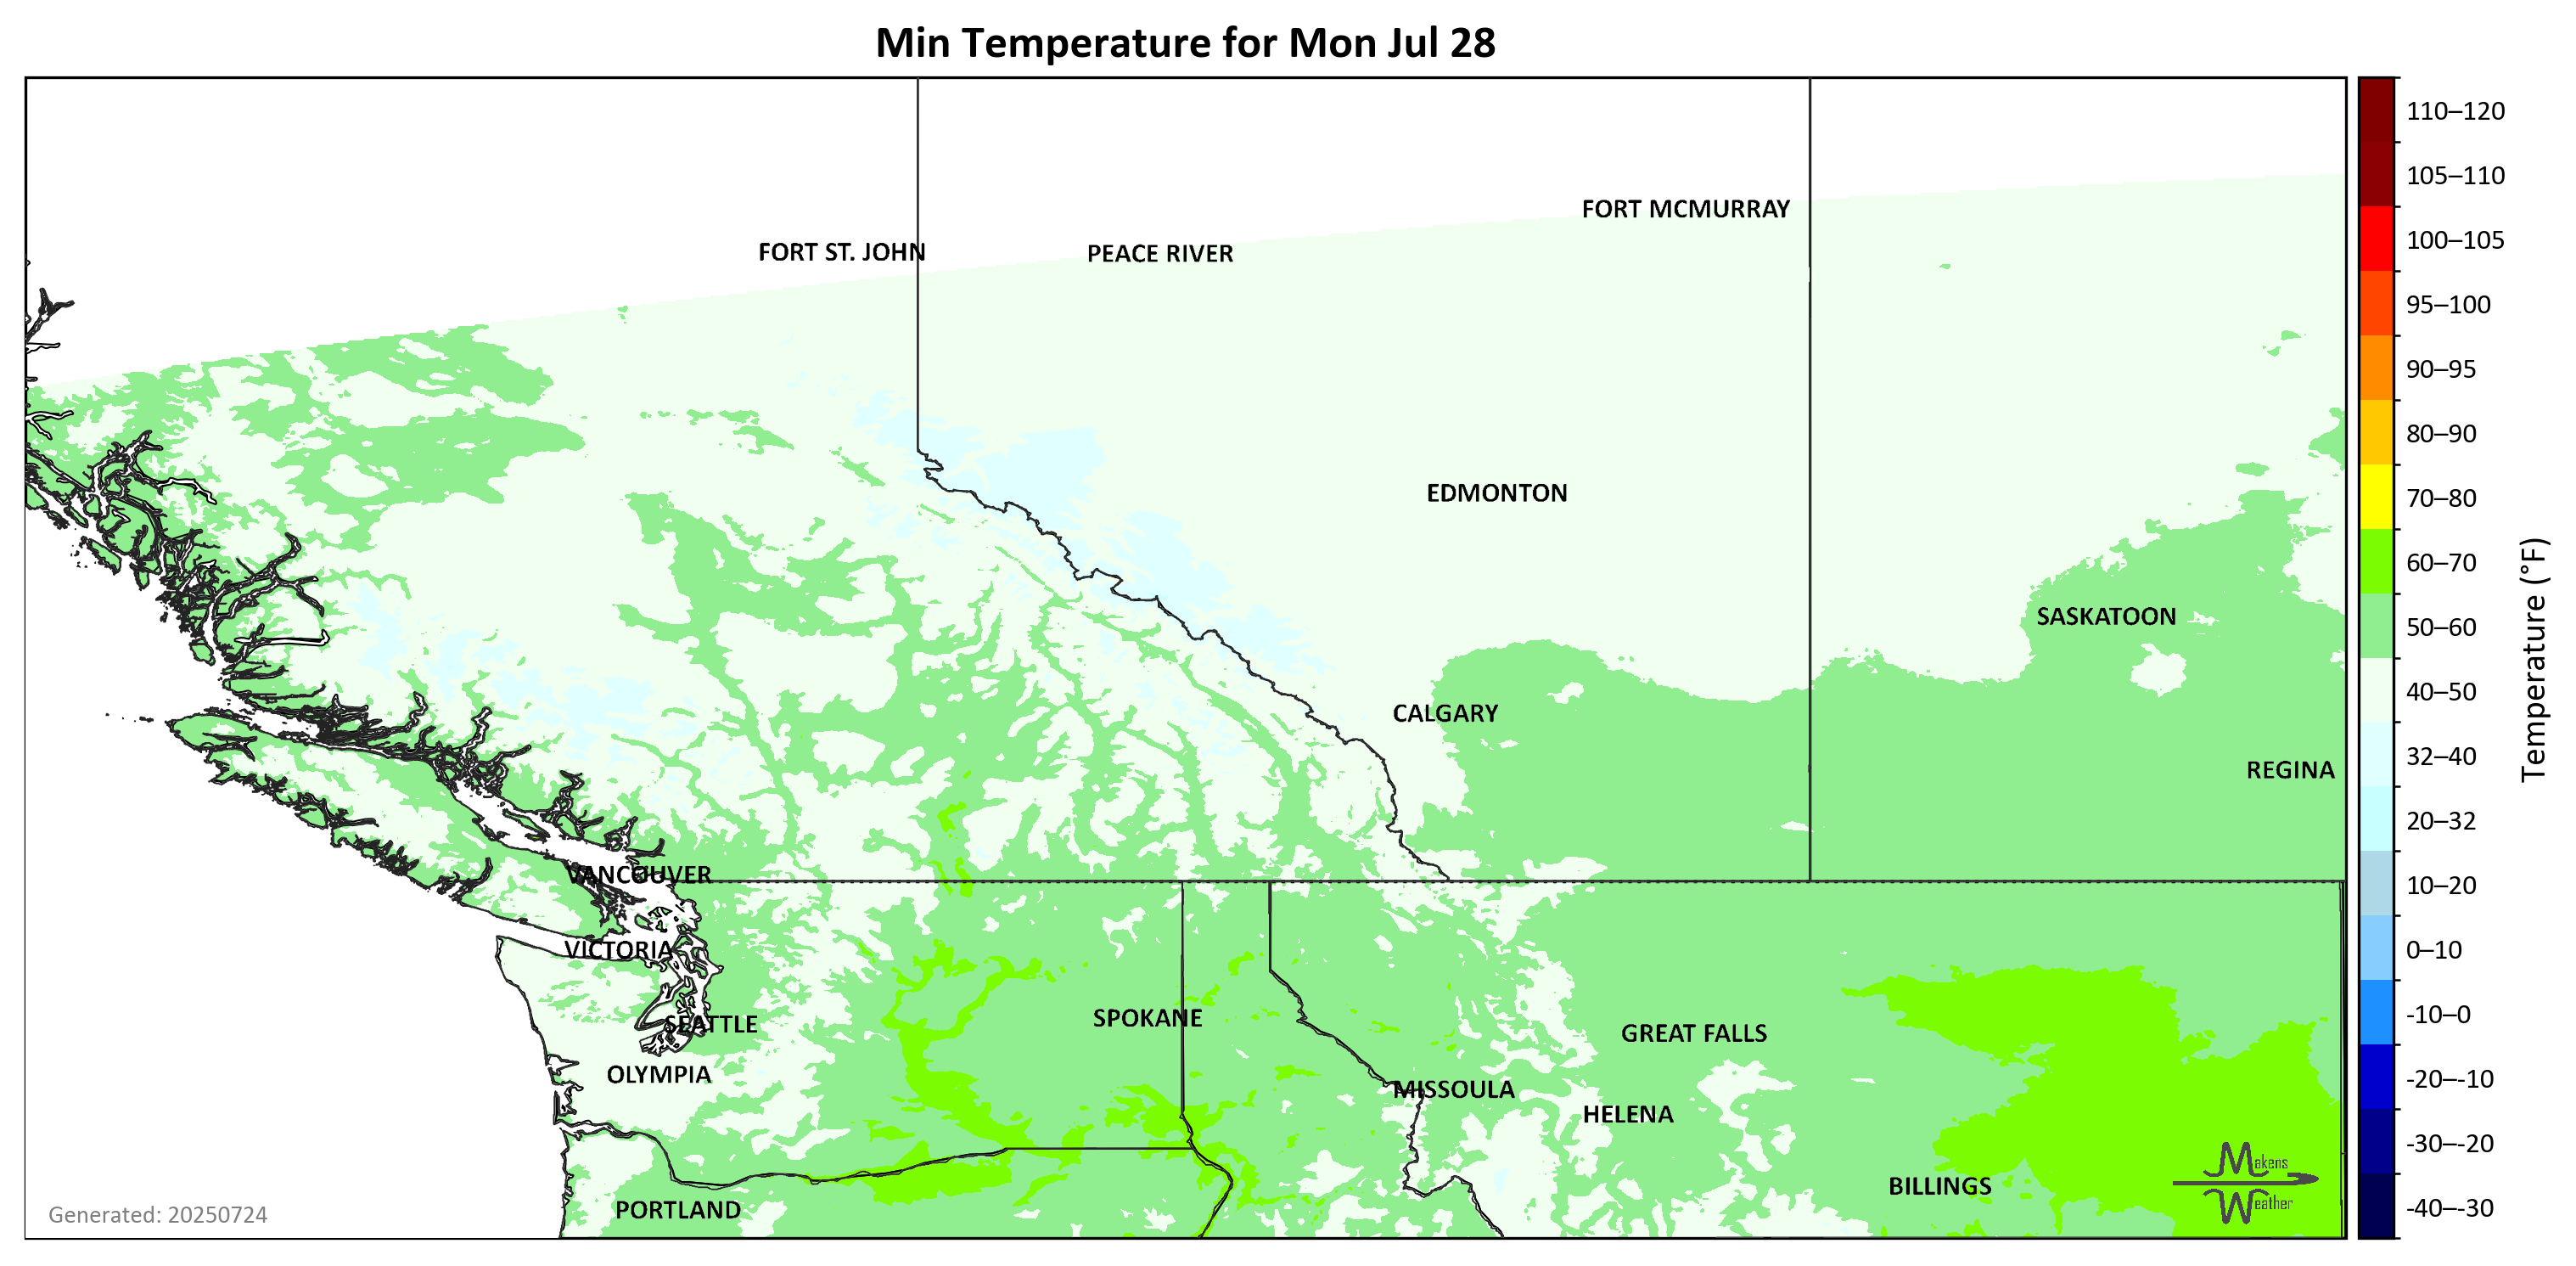 Min Temperature for Mon Jul 28
FORT MCMURRAY
FORT ST. JOHN
PEACE RIVER
EDMONTON
SASKATOON
CALGARY
REGINA
VANCOUVER
VICTORIA
SPOKANE
SEATTLE
GREAT FALLS
OLYMPIA
MISSOULA
HELENA
BILLINGS
PORTLAND
Makens
Weather
Generated: 20250724
110–120
105–110
100–105
95–100
90–95
80–90
70–80
60–70
50–60
40–50
32–40
20–32
10–20
0–10
-10–0
-20–-10
-30–-20
-40–-30
Temperature (°F)